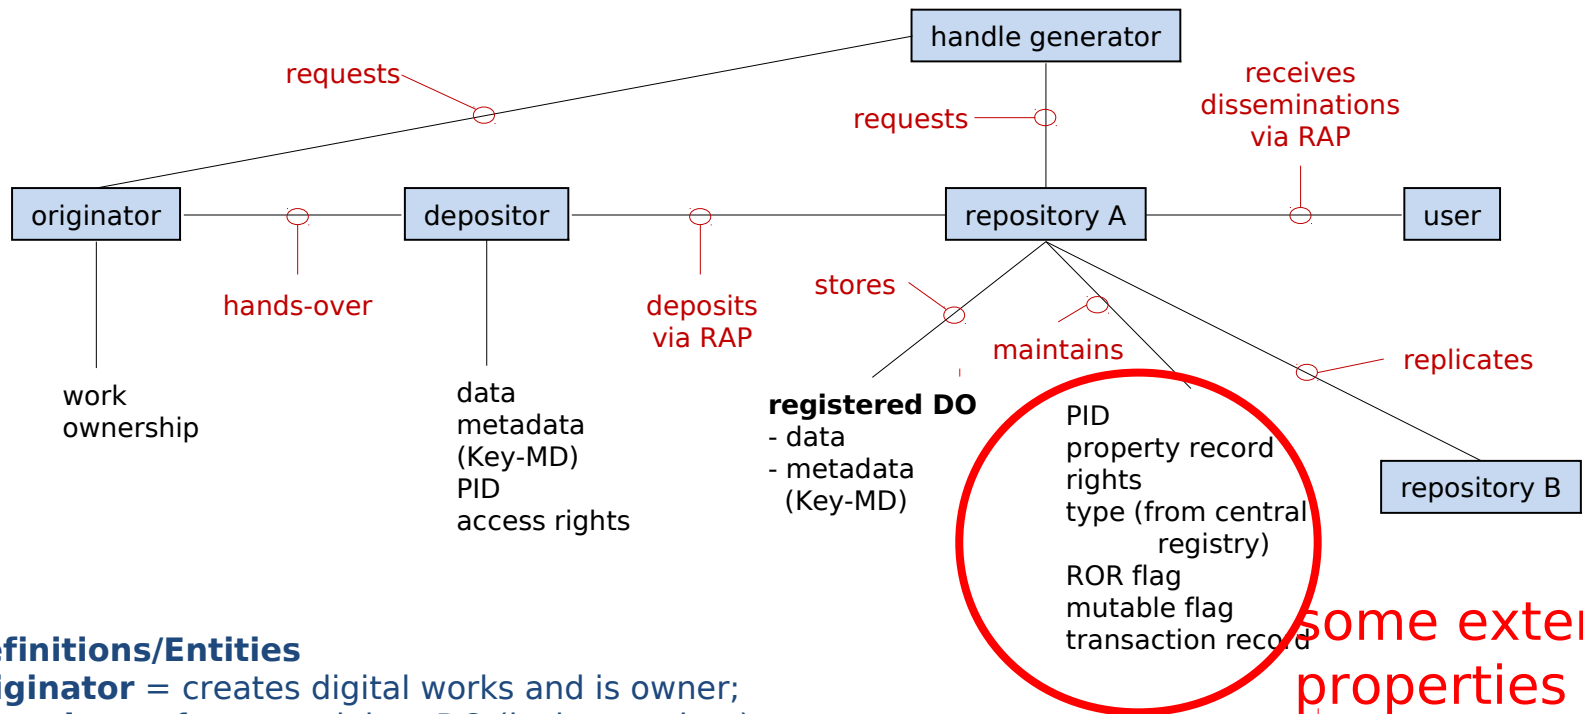 handle generator
requests
requests
receives
disseminations
via RAP
originator
depositor
repository A
user
hands-over
deposits
via RAP
stores
maintains
replicates
work
ownership
data
metadata
(Key-MD)
PID
access rights
registered DO
- data
- metadata
(Key-MD)
PID
property record
rights
type (from central
registry)
ROR flag
mutable flag
transaction record
repository B
some exter
properties
efinitions/Entities
iginator = creates digital works and is owner;